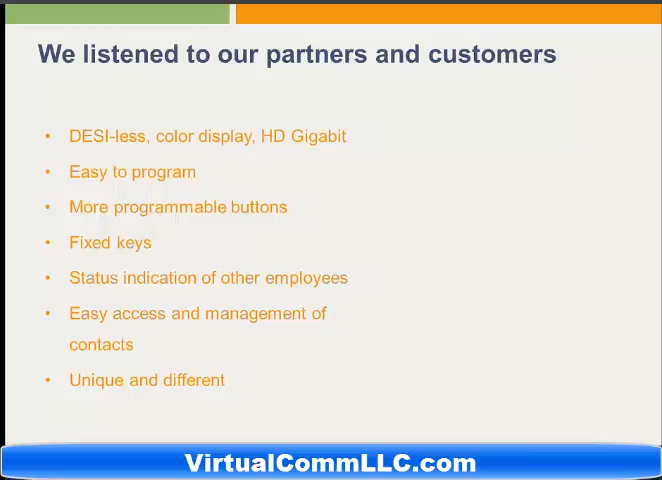 We listened to our partners and customers
• DESI-less, color display, HD Gigabit
• Easy to program
• More programmable buttons
• Fixed keys
• Status indication of other employees
• Easy access and management of
contacts
• Unique and different
VirtualCommLLC.com